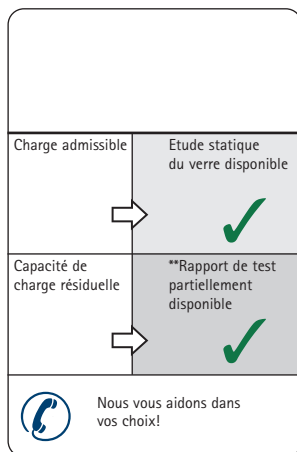 Charge admissible
Etude statique
du verre disponible
Capacité de
charge résiduelle
**Rapport de test
partiellement
disponible
Nous vous aidons dans
vos choix!